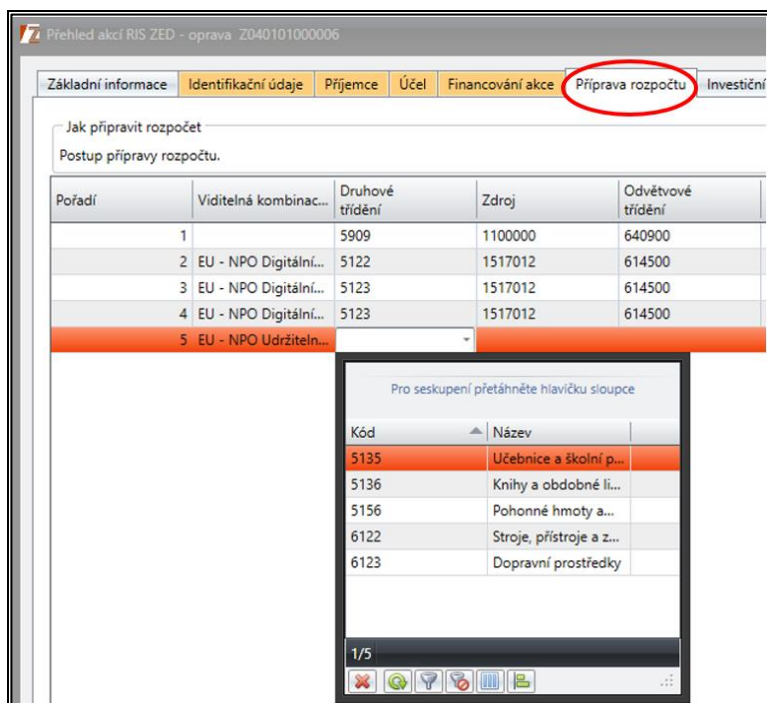 Přehled akcí RIS ZED - oprava Z040101000006
Základní informace Identifikační údaje Příjemce Účel Financování akce Příprava rozpočtu Investiční
Jak připravit rozpočet
Postup přípravy rozpočtu.
Pořadí Viditelná kombinac... Druhové třídění Zdroj Odvětvové třídění
1 5909 1100000 640900
2 EU - NPO Digitální... 5122 1517012 614500
3 EU - NPO Digitální... 5123 1517012 614500
4 EU - NPO Digitální... 5123 1517012 614500
5 EU - NPO Udržiteln...
Pro seskupení přetáhněte hlavičku sloupce
Kód Název
5135 Učebnice a školní p...
5136 Knihy a obdobné li...
5156 Pohonné hmoty a...
6122 Stroje, přístroje a z...
6123 Dopravní prostředky
1/5